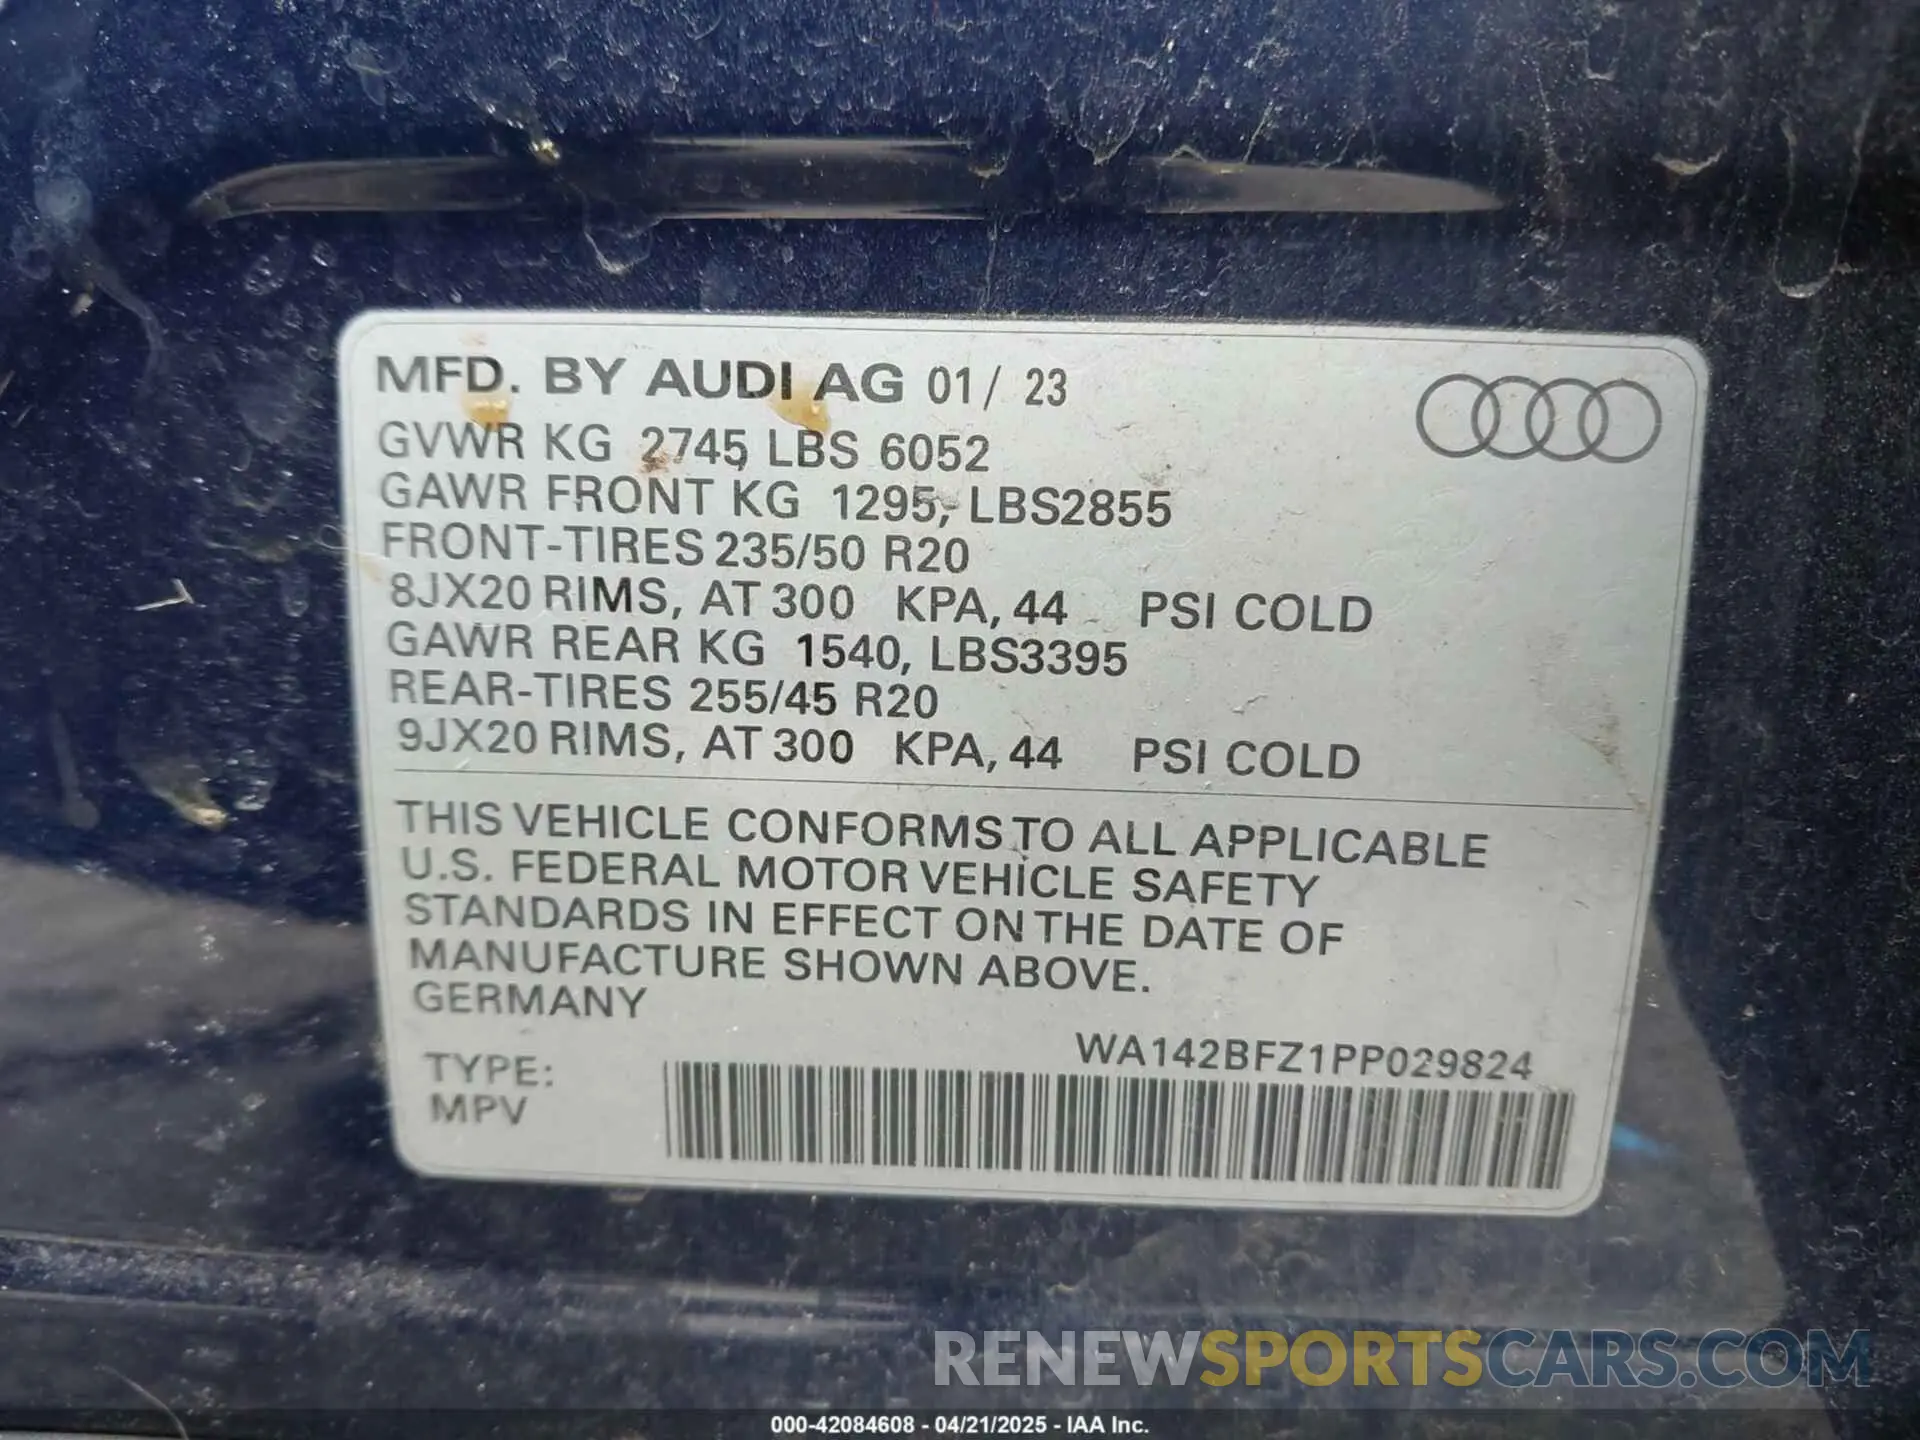 MFD. BY AUDI AG 01/ 23
GVWR KG 2745 LBS 6052
GAWR FRONT KG 1295, LBS2855
FRONT-TIRES 235/50 R20
8JX20 RIMS, AT 300 KPA, 44 PSI COLD
GAWR REAR KG 1540, LBS3395
REAR-TIRES 255/45 R20
9JX20 RIMS, AT 300 KPA, 44 PSI COLD
THIS VEHICLE CONFORMS TO ALL APPLICABLE
U.S. FEDERAL MOTOR VEHICLE SAFETY
STANDARDS IN EFFECT ON THE DATE OF
MANUFACTURE SHOWN ABOVE.
GERMANY
WA142BFZ1PP029824
TYPE:
MPV
RENEWSPORTSCARS.COM
000-42084608 - 04/21/2025 - IAA Inc.